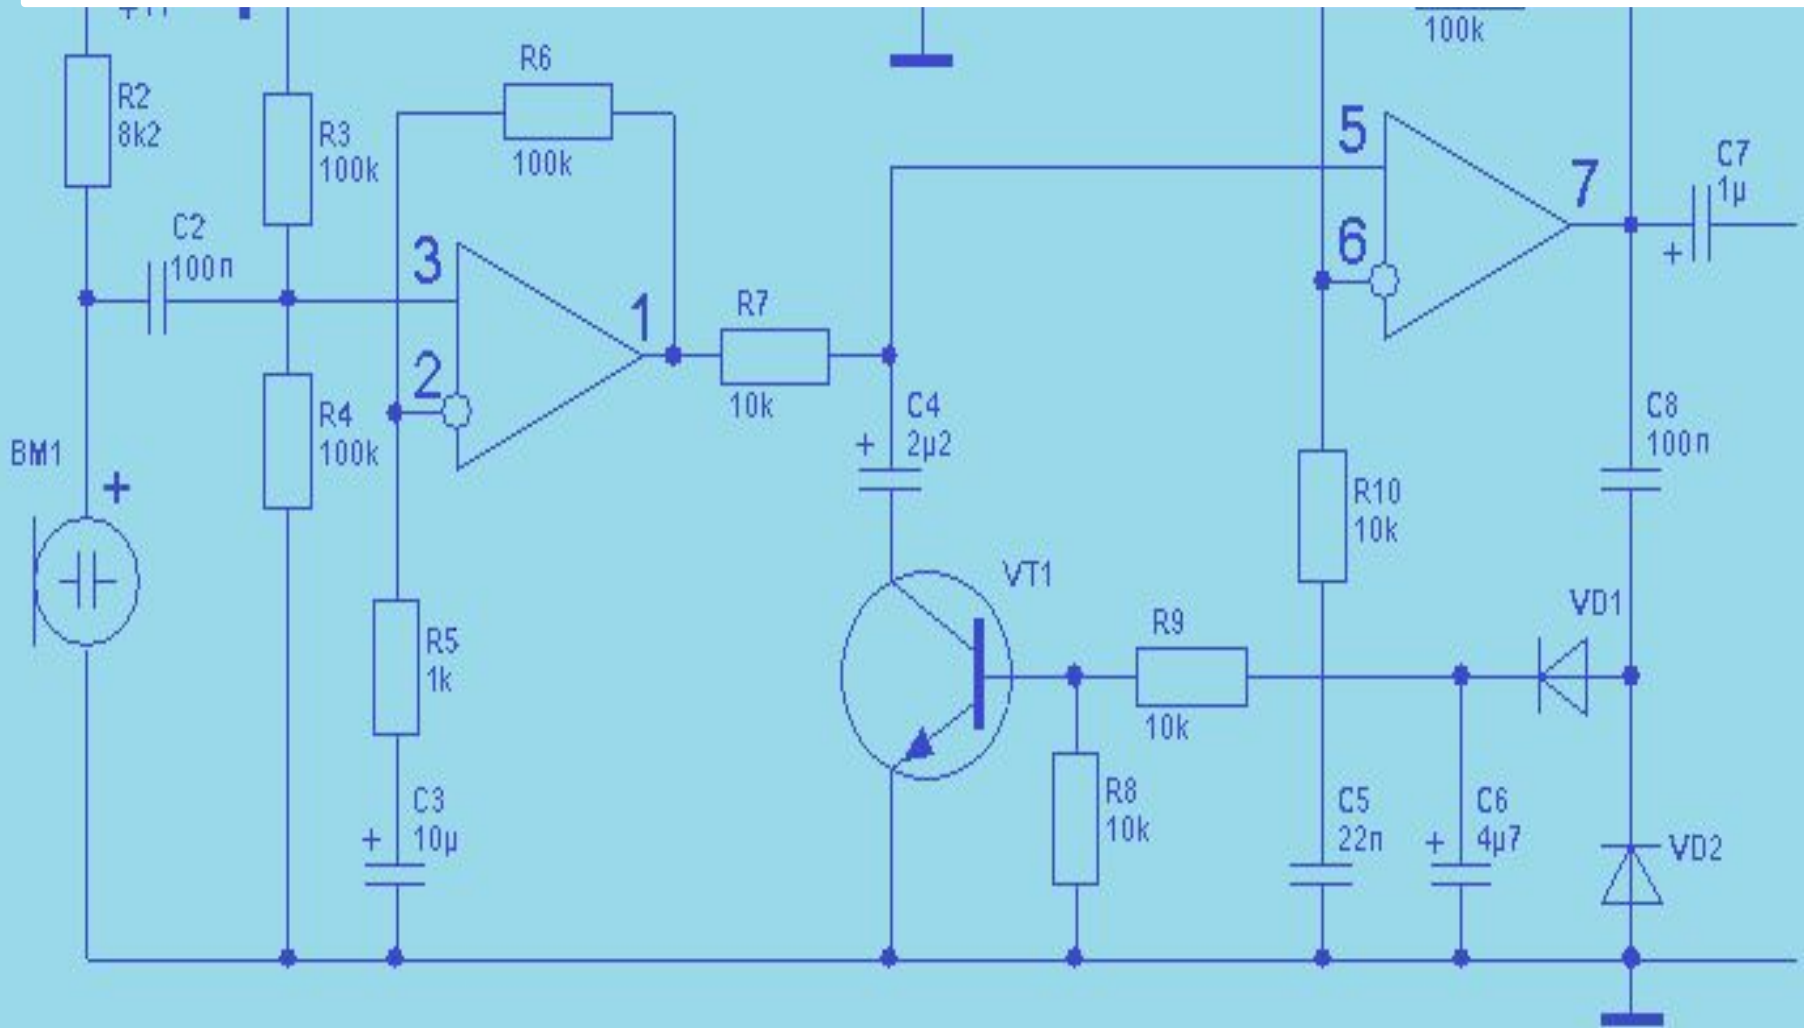 100k
R6
R2
8k2
R3
100k
100k
5
C7
1µ
+
7
C2
100n
6
3
1
R7
10k
2
R4
100k
C4
+ 2µ2
C8
100n
BM1
+
R10
10k
VT1
VD1
R9
10k
R5
1k
R8
10k
C3
+ 10µ
C5
22n
C6
+ 4µ7
VD2